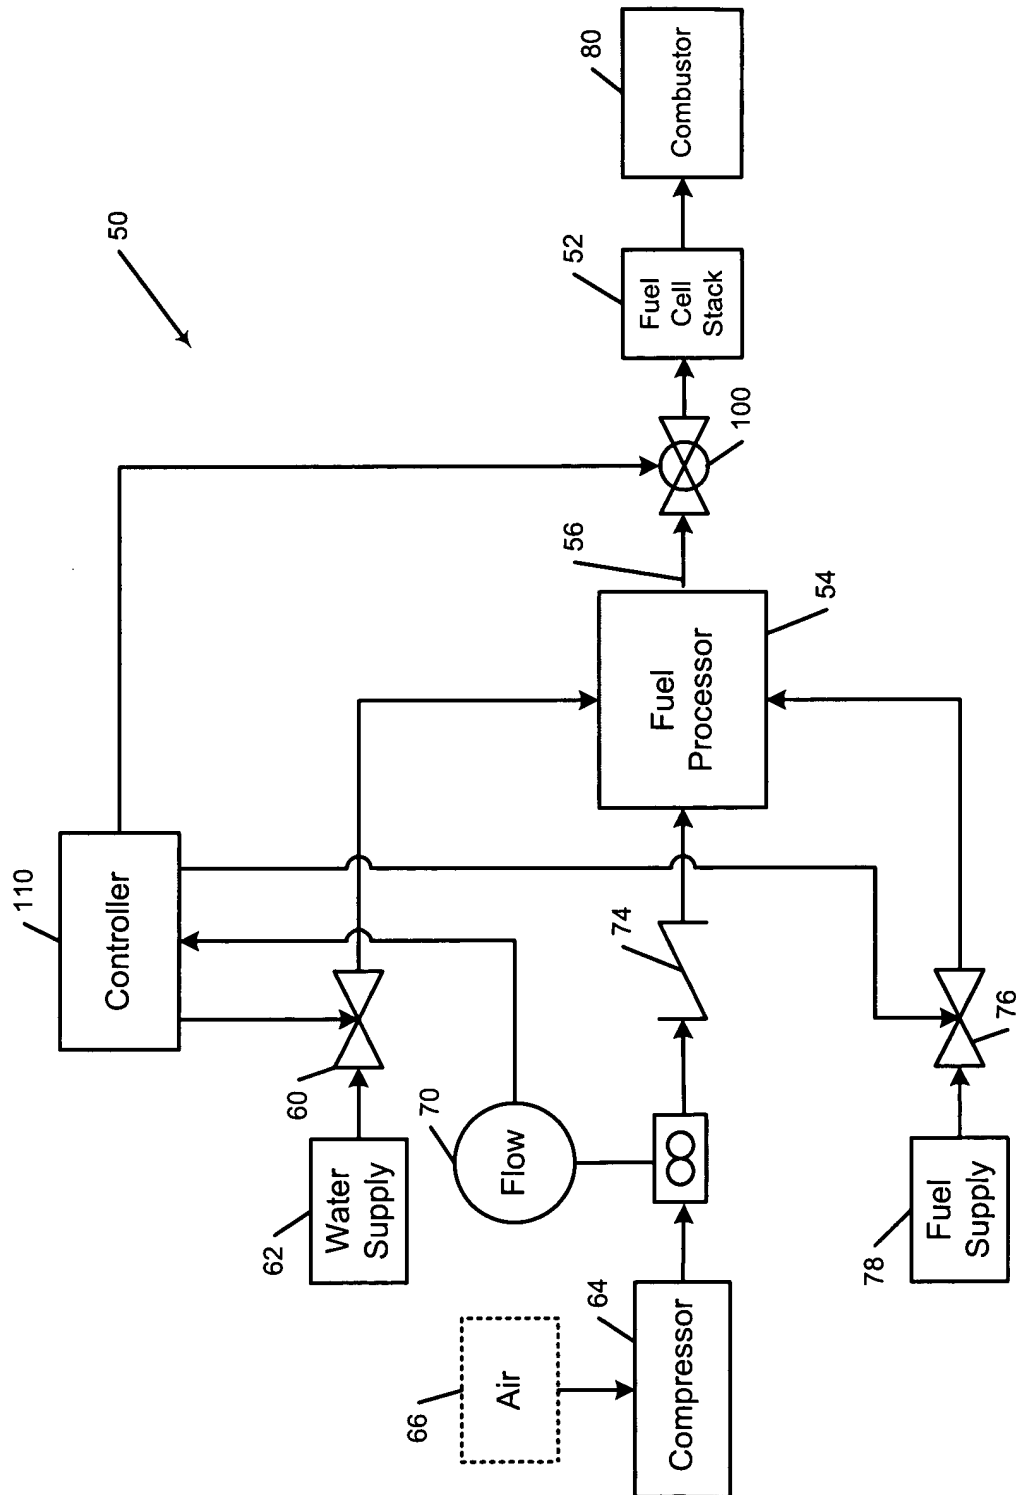 50
110
Controller
60
62
Water
Supply
70
Flow
66
Air
64
Compressor
74
Fuel
Processor
54
56
100
52
Fuel
Cell
Stack
80
Combustor
76
78
Fuel
Supply